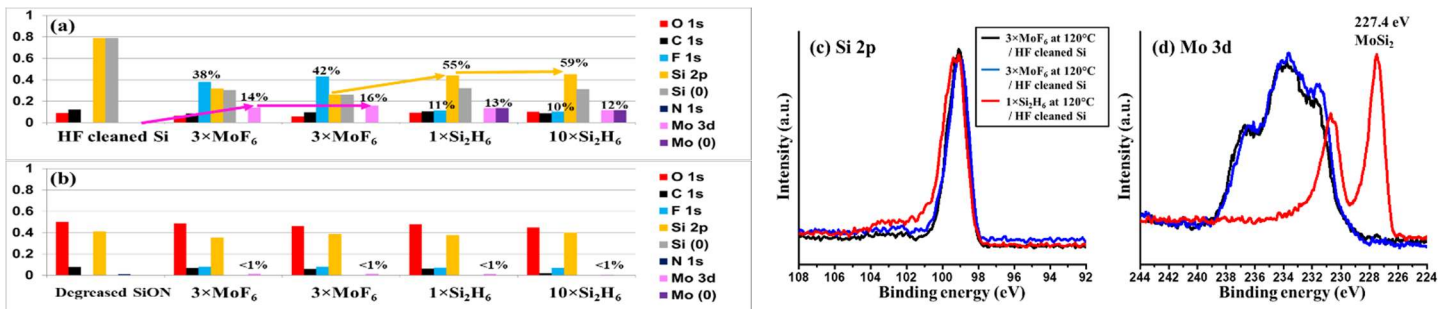 (a)
1
0.8
0.6
0.4
0.2
0
38%
14%
42%
16%
55%
11%
13%
59%
10%
12%
HF cleaned Si
3×MoF6
3×MoF6
1×Si2H6
10×Si2H6
O 1s
C 1s
F 1s
Si 2p
Si (0)
N 1s
Mo 3d
Mo (0)
(b)
1
0.8
0.6
0.4
0.2
0
<1%
<1%
<1%
<1%
Degreased SiON
3×MoF6
3×MoF6
1×Si2H6
10×Si2H6
O 1s
C 1s
F 1s
Si 2p
Si (0)
N 1s
Mo 3d
Mo (0)
(c) Si 2p
Intensity (a.u.)
108 106 104 102 100 98 96 94 92
Binding energy (eV)
3×MoF6 at 120°C
/ HF cleaned Si
3×MoF6 at 120°C
/ HF cleaned Si
1×Si2H6 at 120°C
/ HF cleaned Si
(d) Mo 3d
227.4 eV
MoSi2
Intensity (a.u.)
244 242 240 238 236 234 232 230 228 226 224
Binding energy (eV)